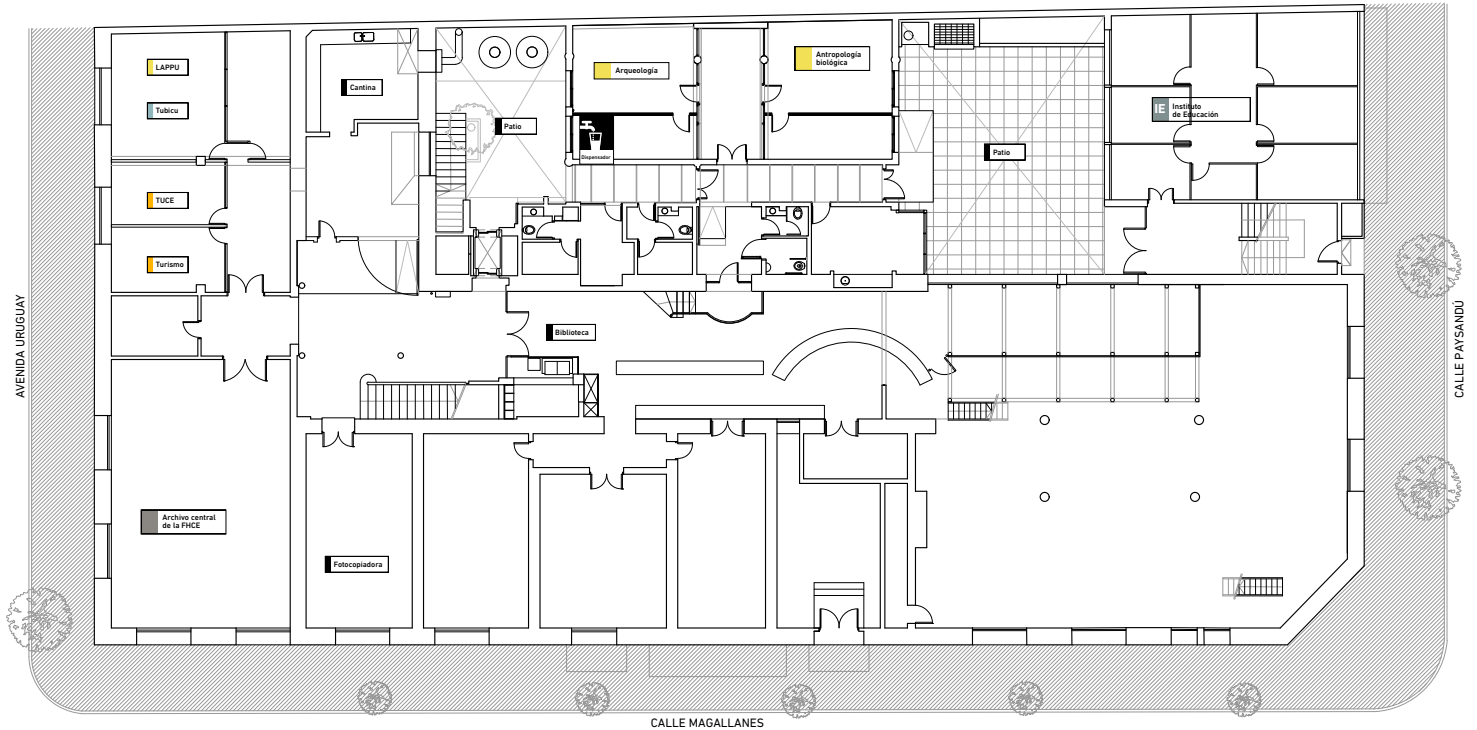 LAPPU
Tubicu
TUCE
Turismo
Cantina
Patio
Arqueología
Dispensador
Antropología
biológica
Patio
IE
Instituto
de Educación
Biblioteca
Archivo central
de la FHCE
Fotocopiadora
AVENIDA URUGUAY
CALLE PAYSANDÚ
CALLE MAGALLANES